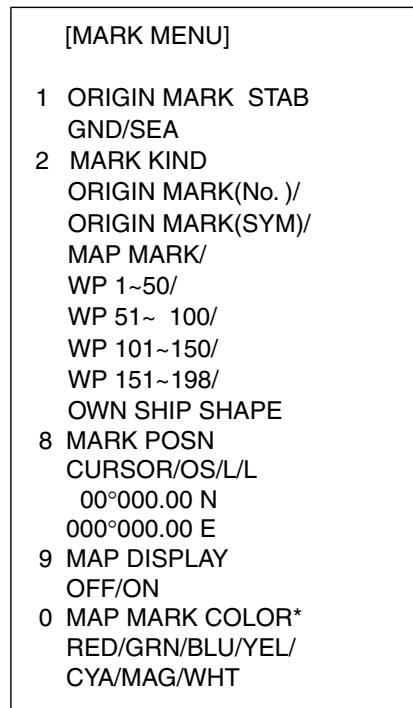 [MARK MENU]
1 ORIGIN MARK STAB
GND/SEA
2 MARK KIND
ORIGIN MARK(No. )/
ORIGIN MARK(SYM)/
MAP MARK/
WP 1~50/
WP 51~ 100/
WP 101~150/
WP 151~198/
OWN SHIP SHAPE
8 MARK POSN
CURSOR/OS/L/L
00°000.00 N
000°000.00 E
9 MAP DISPLAY
OFF/ON
0 MAP MARK COLOR*
RED/GRN/BLU/YEL/
CYA/MAG/WHT